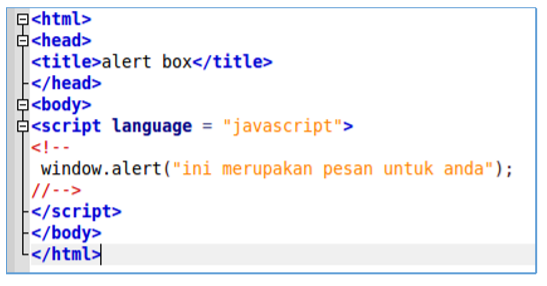 <html>
<head>
<title>alert box</title>
</head>
<body>
<script language = "javascript">
<!--
window.alert("ini merupakan pesan untuk anda");
//-->
</script>
</body>
</html>